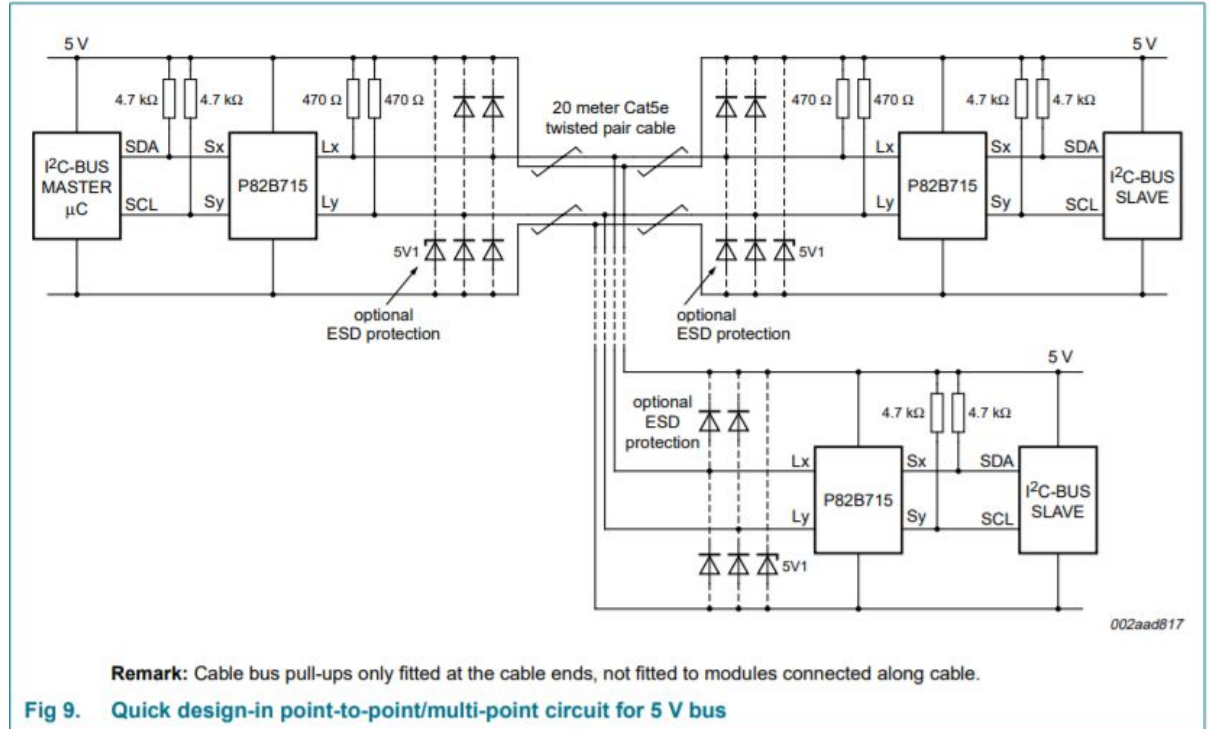 5 V
5 V
4.7 kΩ
4.7 kΩ
470 Ω
470 Ω
20 meter Cat5e
twisted pair cable
470 Ω
470 Ω
4.7 kΩ
4.7 kΩ
I²C-BUS
MASTER
μC
SDA
SCL
Sx
Sy
P82B715
Lx
Ly
5V1
optional
ESD protection
Lx
Ly
P82B715
Sx
Sy
SDA
SCL
I²C-BUS
SLAVE
5V1
optional
ESD protection
5 V
optional
ESD
protection
4.7 kΩ
4.7 kΩ
Lx
Ly
P82B715
Sx
Sy
SDA
SCL
I²C-BUS
SLAVE
5V1
002aad817
Remark: Cable bus pull-ups only fitted at the cable ends, not fitted to modules connected along cable.
Fig 9. Quick design-in point-to-point/multi-point circuit for 5 V bus